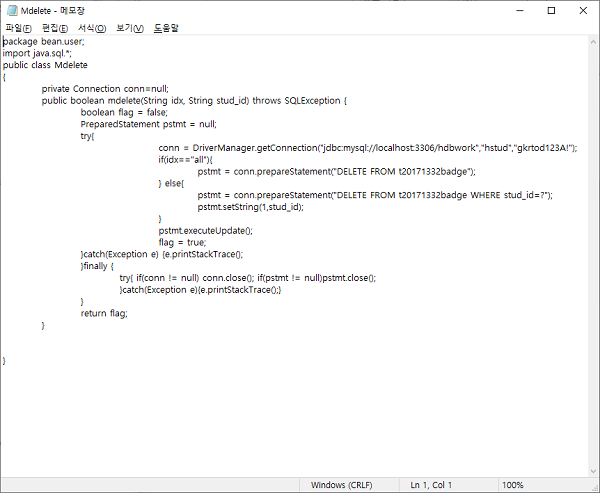 Mdelete - 메모장
파일(F) 편집(E) 서식(O) 보기(V) 도움말
package bean.user;
import java.sql.*;
public class Mdelete
{
private Connection conn=null;
public boolean mdelete(String idx, String stud_id) throws SQLException {
boolean flag = false;
PreparedStatement pstmt = null;
try{
conn = DriverManager.getConnection("jdbc:mysql://localhost:3306/hdbwork","hstud","gkrtod123A!");
if(idx=="all"){
pstmt = conn.prepareStatement("DELETE FROM t20171332badge");
} else{
pstmt = conn.prepareStatement("DELETE FROM t20171332badge WHERE stud_id=?");
pstmt.setString(1,stud_id);
}
pstmt.executeUpdate();
flag = true;
}catch(Exception e) {e.printStackTrace();
}finally {
try{ if(conn != null) conn.close(); if(pstmt != null)pstmt.close();
}catch(Exception e){e.printStackTrace();}
}
return flag;
}
}
Windows (CRLF) Ln 1, Col 1 100%